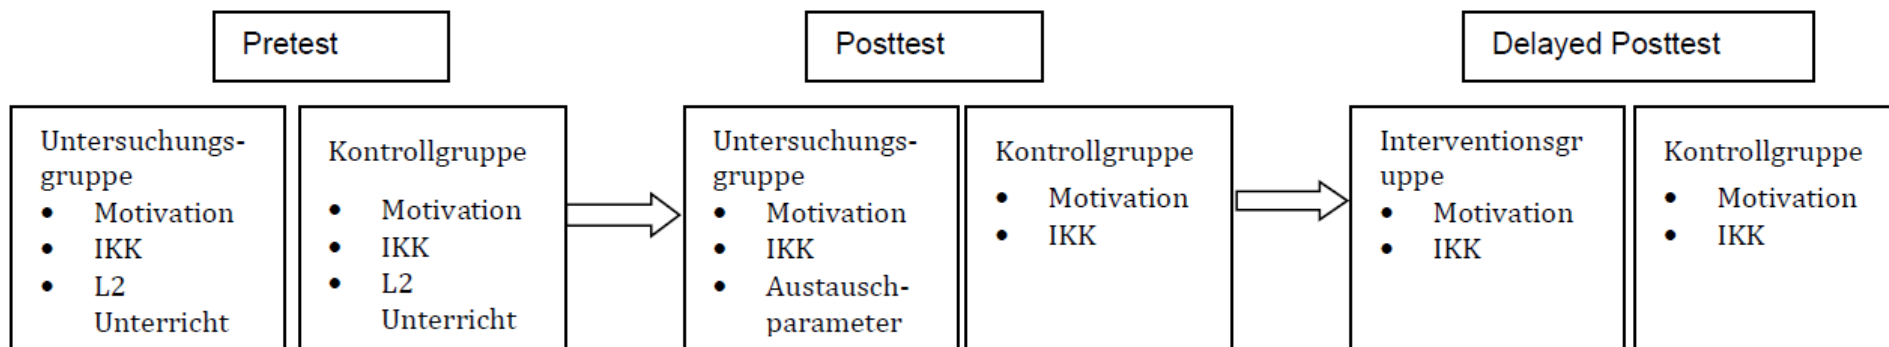 Pretest
Posttest
Delayed Posttest
Untersuchungs-
gruppe
• Motivation
• IKK
• L2
Unterricht
Kontrollgruppe
• Motivation
• IKK
• L2
Unterricht
Untersuchungs-
gruppe
• Motivation
• IKK
• Austausch-
parameter
Kontrollgruppe
• Motivation
• IKK
Interventionsgr
uppe
• Motivation
• IKK
Kontrollgruppe
• Motivation
• IKK